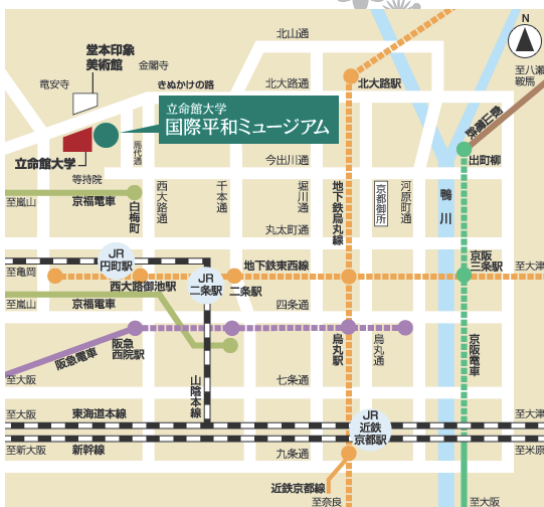 N
北山通
堂本印象
美術館
金閣寺
竜安寺
きぬかけの路
北大路通
北大路駅
至八瀬
鞍馬
叡山電鉄
立命館大学
国際平和ミュージアム
立命館大学
馬代通
今出川通
出町柳
等持院
至嵐山
京福電車
白梅町
西大路通
千本通
堀川通
地下鉄烏丸線
京都御所
河原町通
鴨川
丸太町通
JR
円町駅
地下鉄東西線
京阪
三条駅
至亀岡
至大津
西大路御池駅
JR
二条駅
二条駅
至嵐山
京福電車
四条通
阪急電車
阪急
西院駅
烏丸駅
烏丸通
京阪電車
至大阪
山陰本線
七条通
至大阪
東海道本線
JR
近鉄
京都駅
至大津
至新大阪
新幹線
九条通
至米原
近鉄京都線
至奈良
至大阪